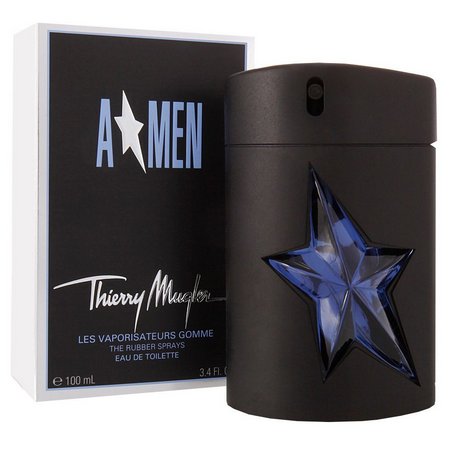 A★MEN
Thierry Mugler
LES VAPORISATEURS GOMME
THE RUBBER SPRAYS
EAU DE TOILETTE
℮ 100 mL 3.4 Fl.